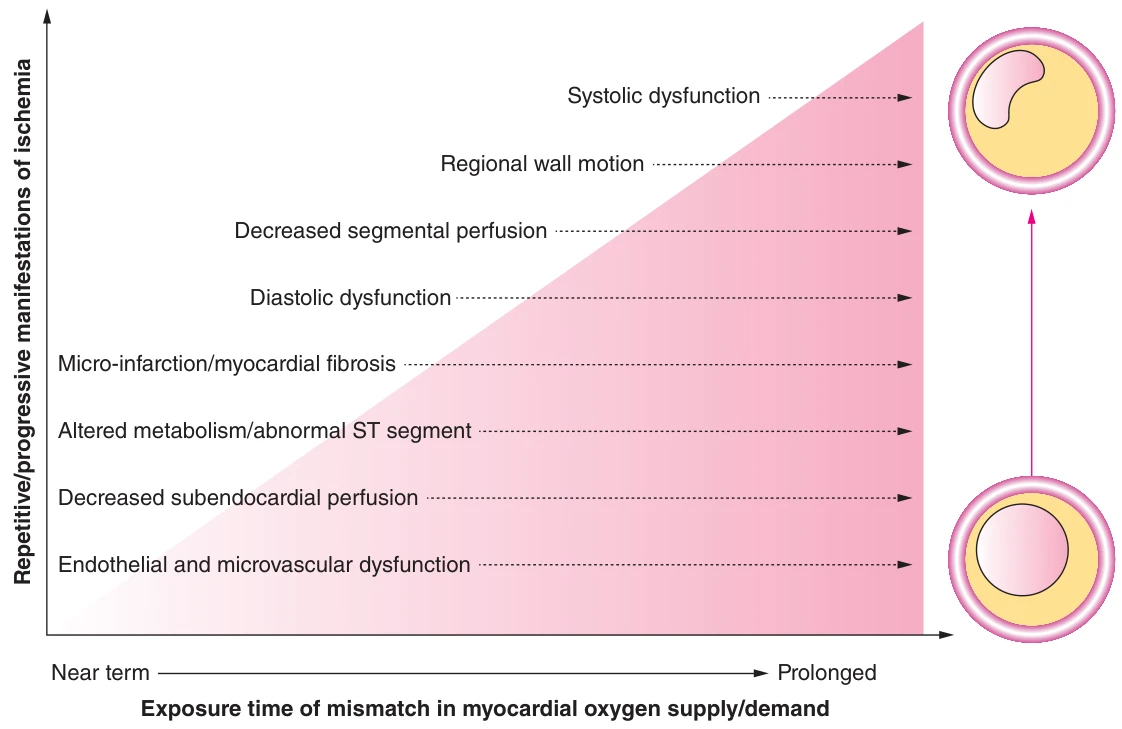 Repetitive/progressive manifestations of ischemia
Systolic dysfunction
Regional wall motion
Decreased segmental perfusion
Diastolic dysfunction
Micro-infarction/myocardial fibrosis
Altered metabolism/abnormal ST segment
Decreased subendocardial perfusion
Endothelial and microvascular dysfunction
Near term
Prolonged
Exposure time of mismatch in myocardial oxygen supply/demand